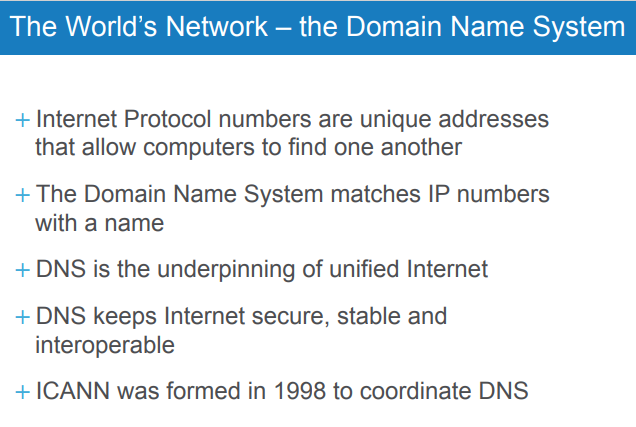 The World’s Network – the Domain Name System
+ Internet Protocol numbers are unique addresses
that allow computers to find one another
+ The Domain Name System matches IP numbers
with a name
+ DNS is the underpinning of unified Internet
+ DNS keeps Internet secure, stable and
interoperable
+ ICANN was formed in 1998 to coordinate DNS